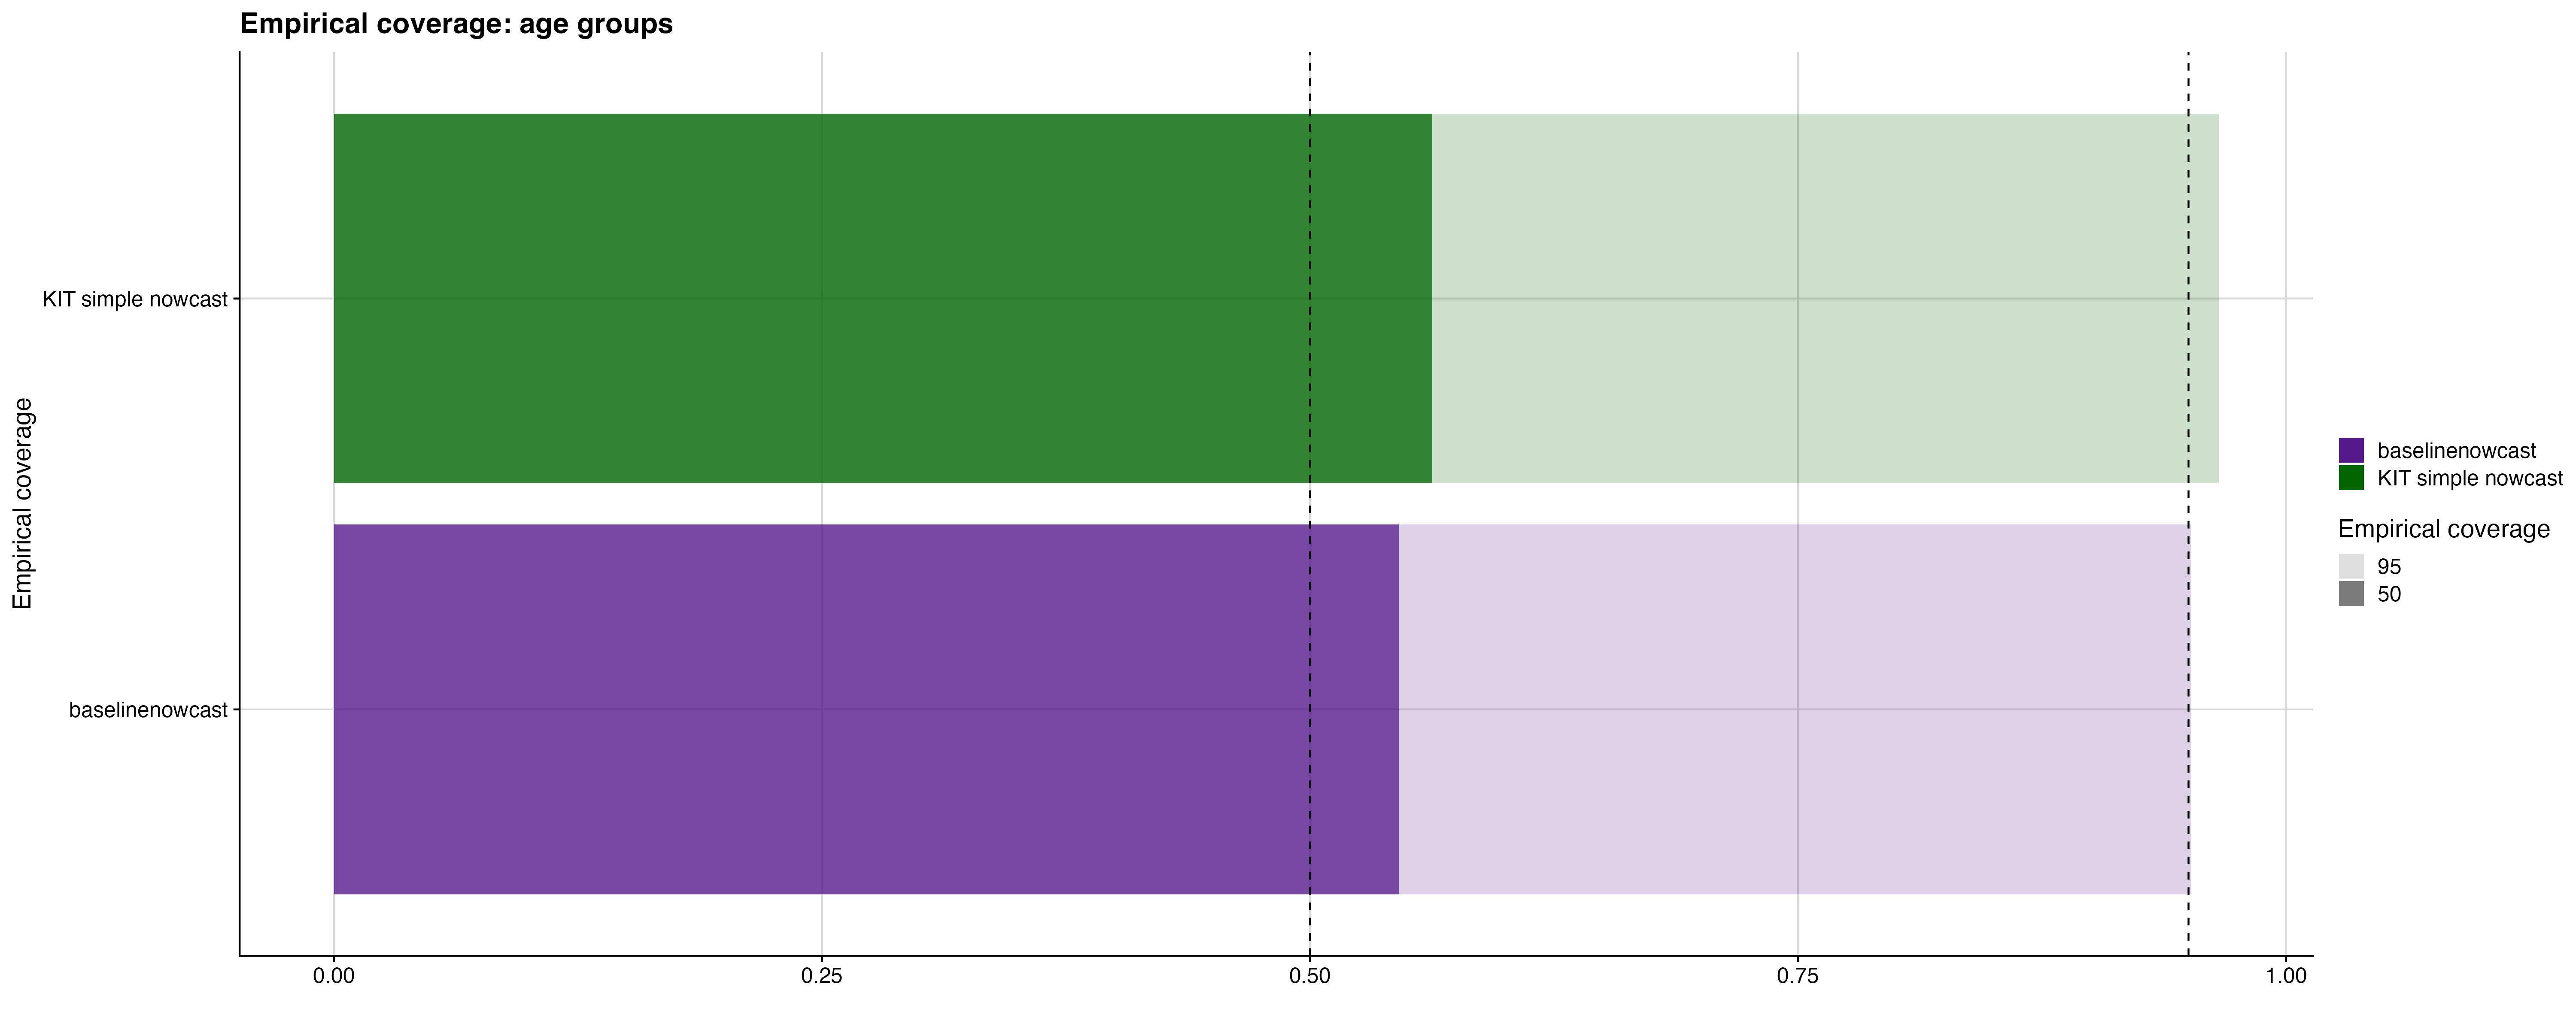 Empirical coverage: age groups
Empirical coverage
KIT simple nowcast
baselinenowcast
0.00
0.25
0.50
0.75
1.00
baselinenowcast
KIT simple nowcast
Empirical coverage
95
50